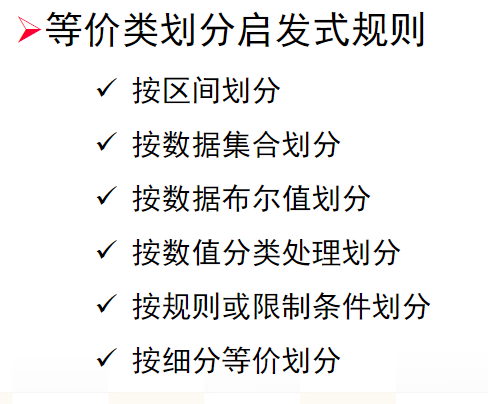 等价类划分启发式规则
按区间划分
按数据集合划分
按数据布尔值划分
按数值分类处理划分
按规则或限制条件划分
按细分等价划分